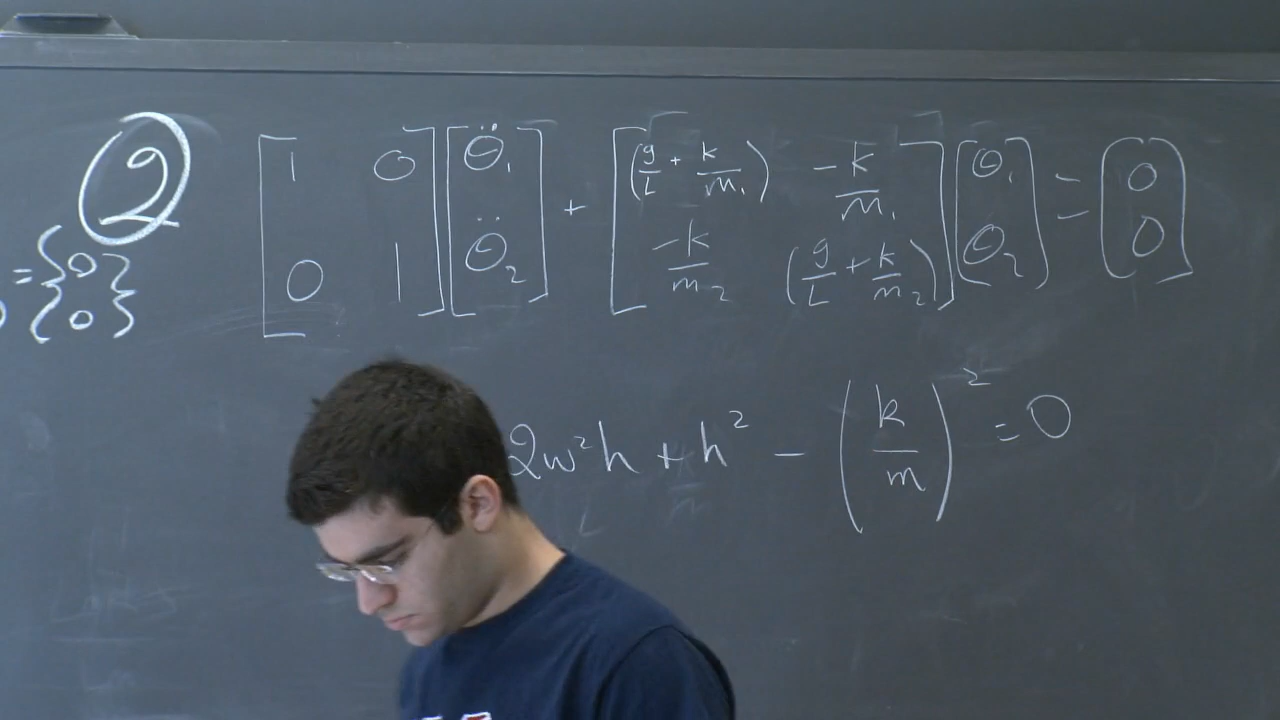 ② [1 0; 0 1] [θ̈₁; θ̈₂] + [(g/L + k/m₁) -k/m₁; -k/m₂ (g/L + k/m₂)] [θ₁; θ₂] = [0; 0]
= {0; 0}
2w²h + h² − (k/m)² = 0